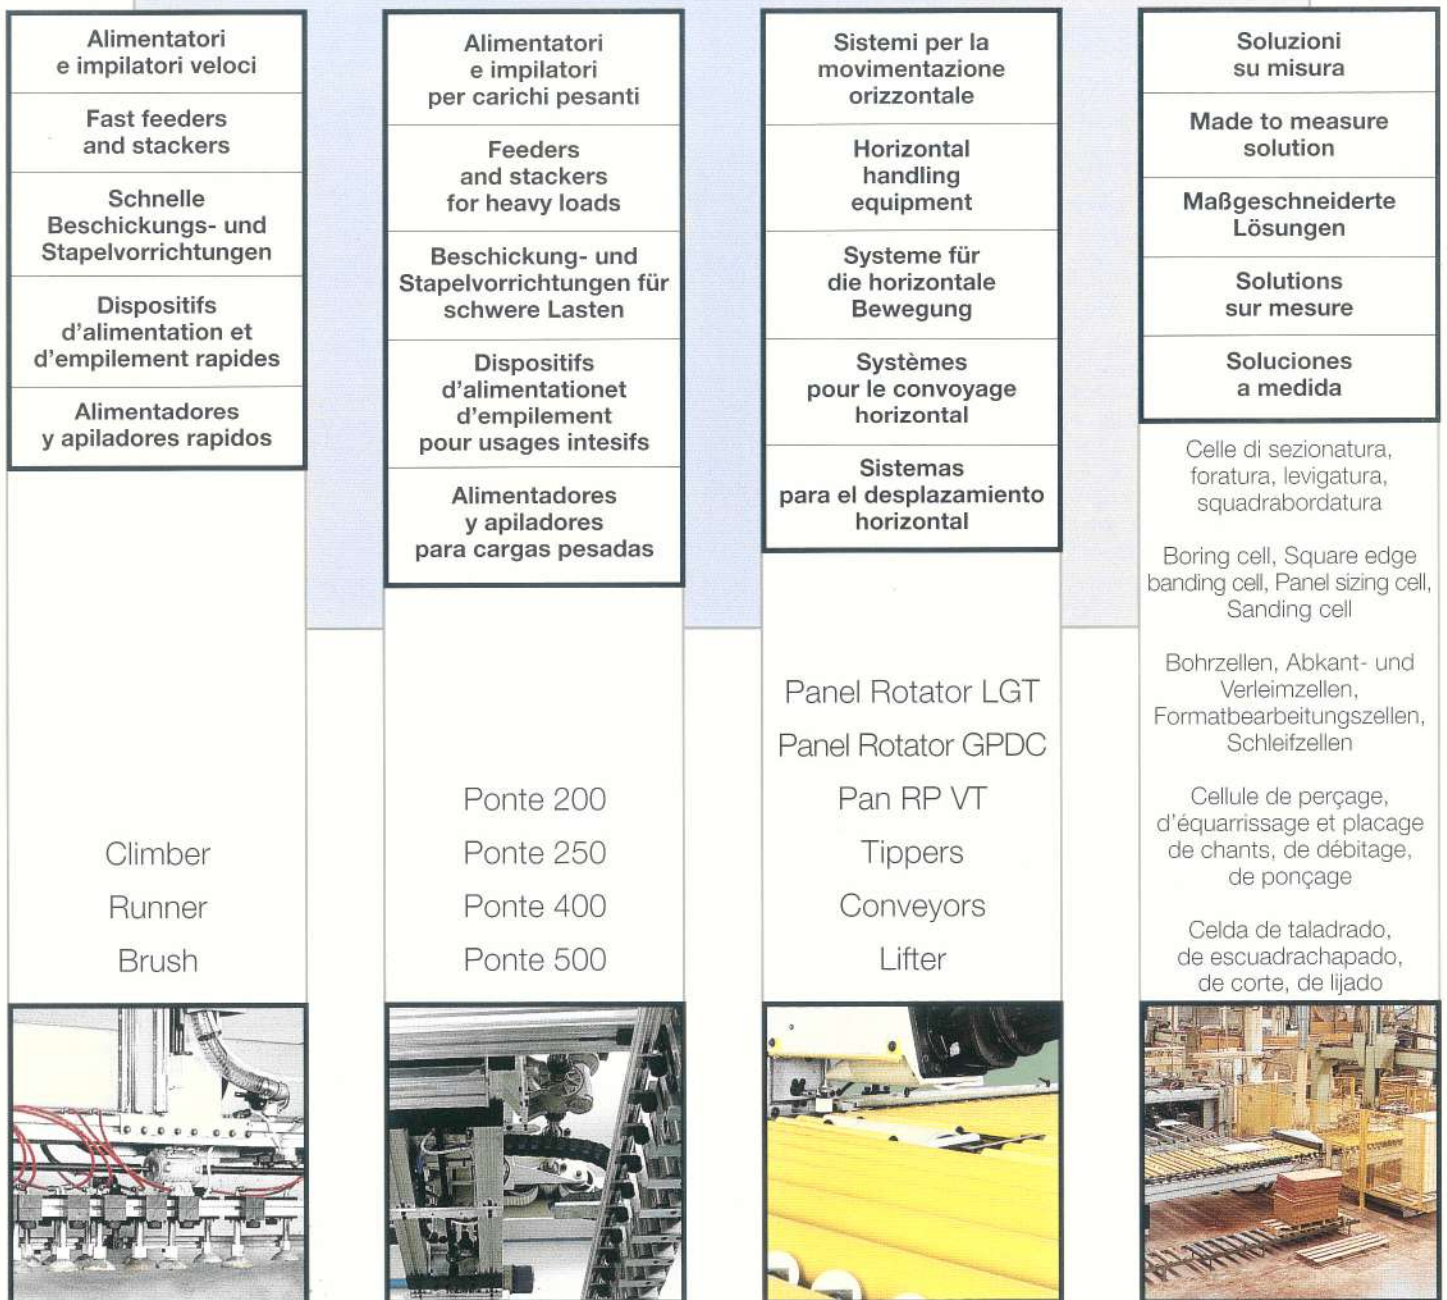 Alimentatori
e impilatori veloci
Fast feeders
and stackers
Schnelle
Beschickungs- und
Stapelvorrichtungen
Dispositifs
d'alimentation et
d'empilement rapides
Alimentadores
y apiladores rapidos
Climber
Runner
Brush
Alimentatori
e impilatori
per carichi pesanti
Feeders
and stackers
for heavy loads
Beschickung- und
Stapelvorrichtungen für
schwere Lasten
Dispositifs
d'alimentationet
d'empilement
pour usages intesifs
Alimentadores
y apiladores
para cargas pesadas
Ponte 200
Ponte 250
Ponte 400
Ponte 500
Sistemi per la
movimentazione
orizzontale
Horizontal
handling
equipment
Systeme für
die horizontale
Bewegung
Systèmes
pour le convoyage
horizontal
Sistemas
para el desplazamiento
horizontal
Panel Rotator LGT
Panel Rotator GPDC
Pan RP VT
Tippers
Conveyors
Lifter
Soluzioni
su misura
Made to measure
solution
Maßgeschneiderte
Lösungen
Solutions
sur mesure
Soluciones
a medida
Celle di sezionatura,
foratura, levigatura,
squadrabordatura
Boring cell, Square edge
banding cell, Panel sizing cell,
Sanding cell
Bohrzellen, Abkant- und
Verleimzellen,
Formatbearbeitungszellen,
Schleifzellen
Cellule de perçage,
d'équarrissage et placage
de chants, de débitage,
de ponçage
Celda de taladrado,
de escuadrachapado,
de corte, de lijado